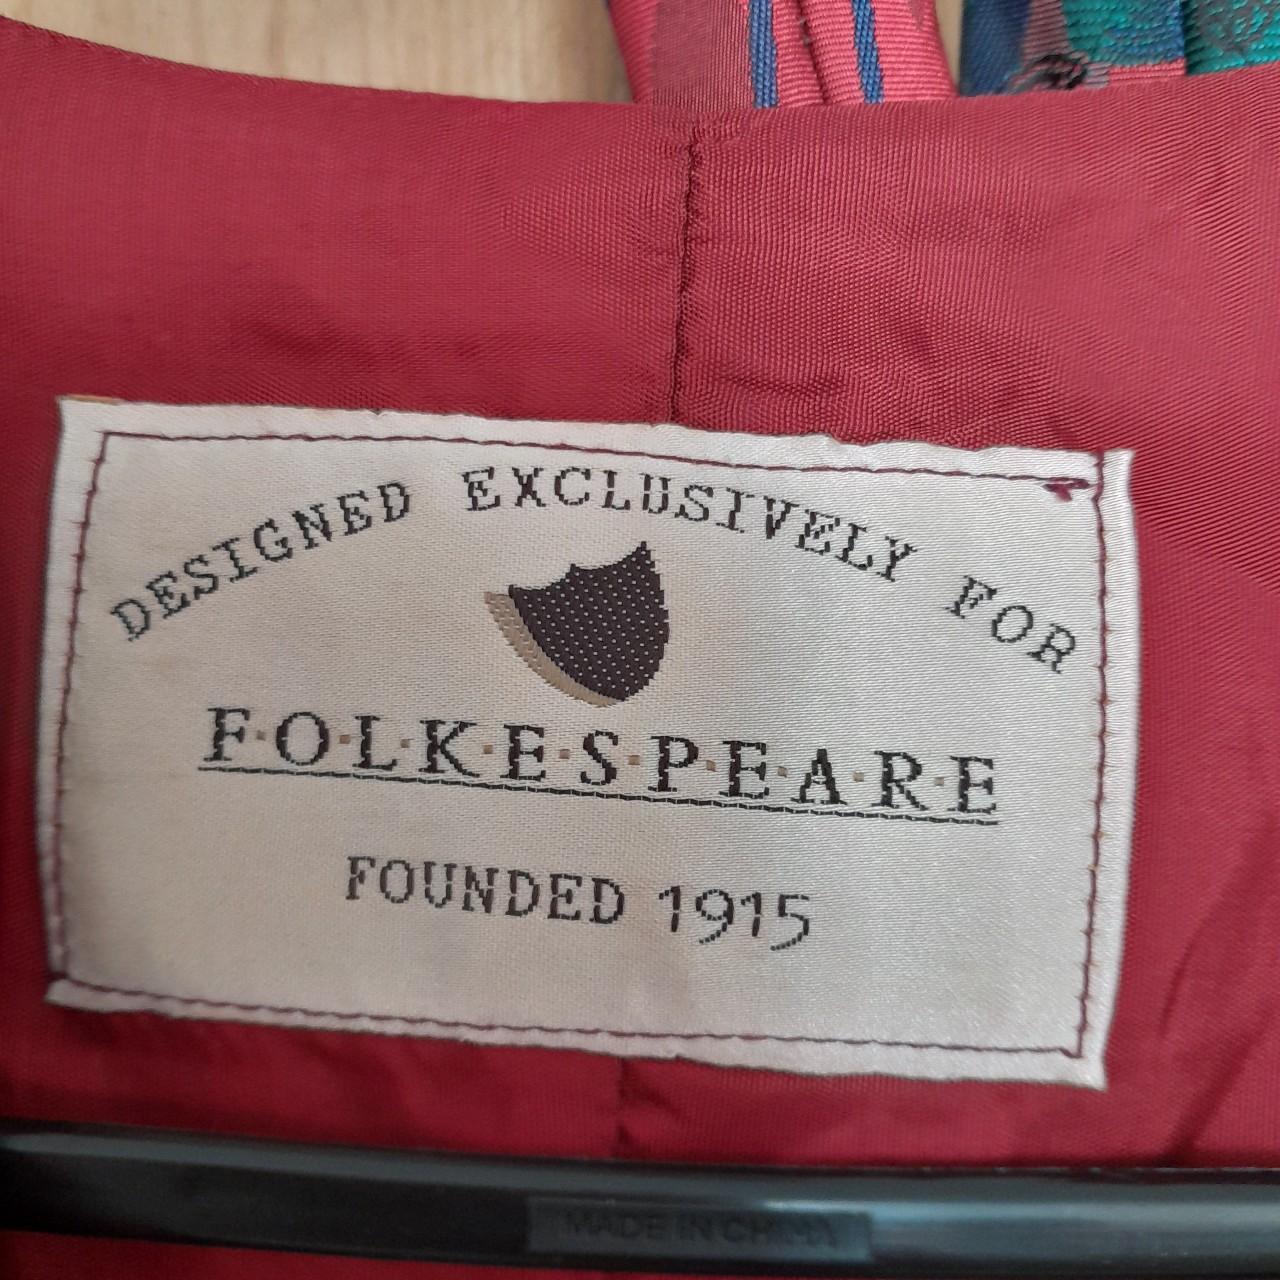 DESIGNED EXCLUSIVELY FOR
F·O·L·K·E·S·P·E·A·R·E
FOUNDED 1915
MADE IN CHINA